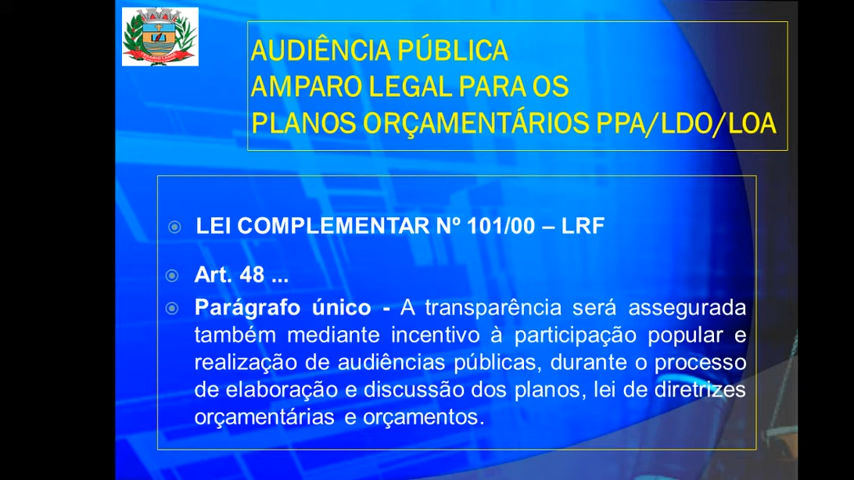 AUDIÊNCIA PÚBLICA
AMPARO LEGAL PARA OS
PLANOS ORÇAMENTÁRIOS PPA/LDO/LOA
LEI COMPLEMENTAR Nº 101/00 – LRF
Art. 48 ...
Parágrafo único - A transparência será assegurada
também mediante incentivo à participação popular e
realização de audiências públicas, durante o processo
de elaboração e discussão dos planos, lei de diretrizes
orçamentárias e orçamentos.